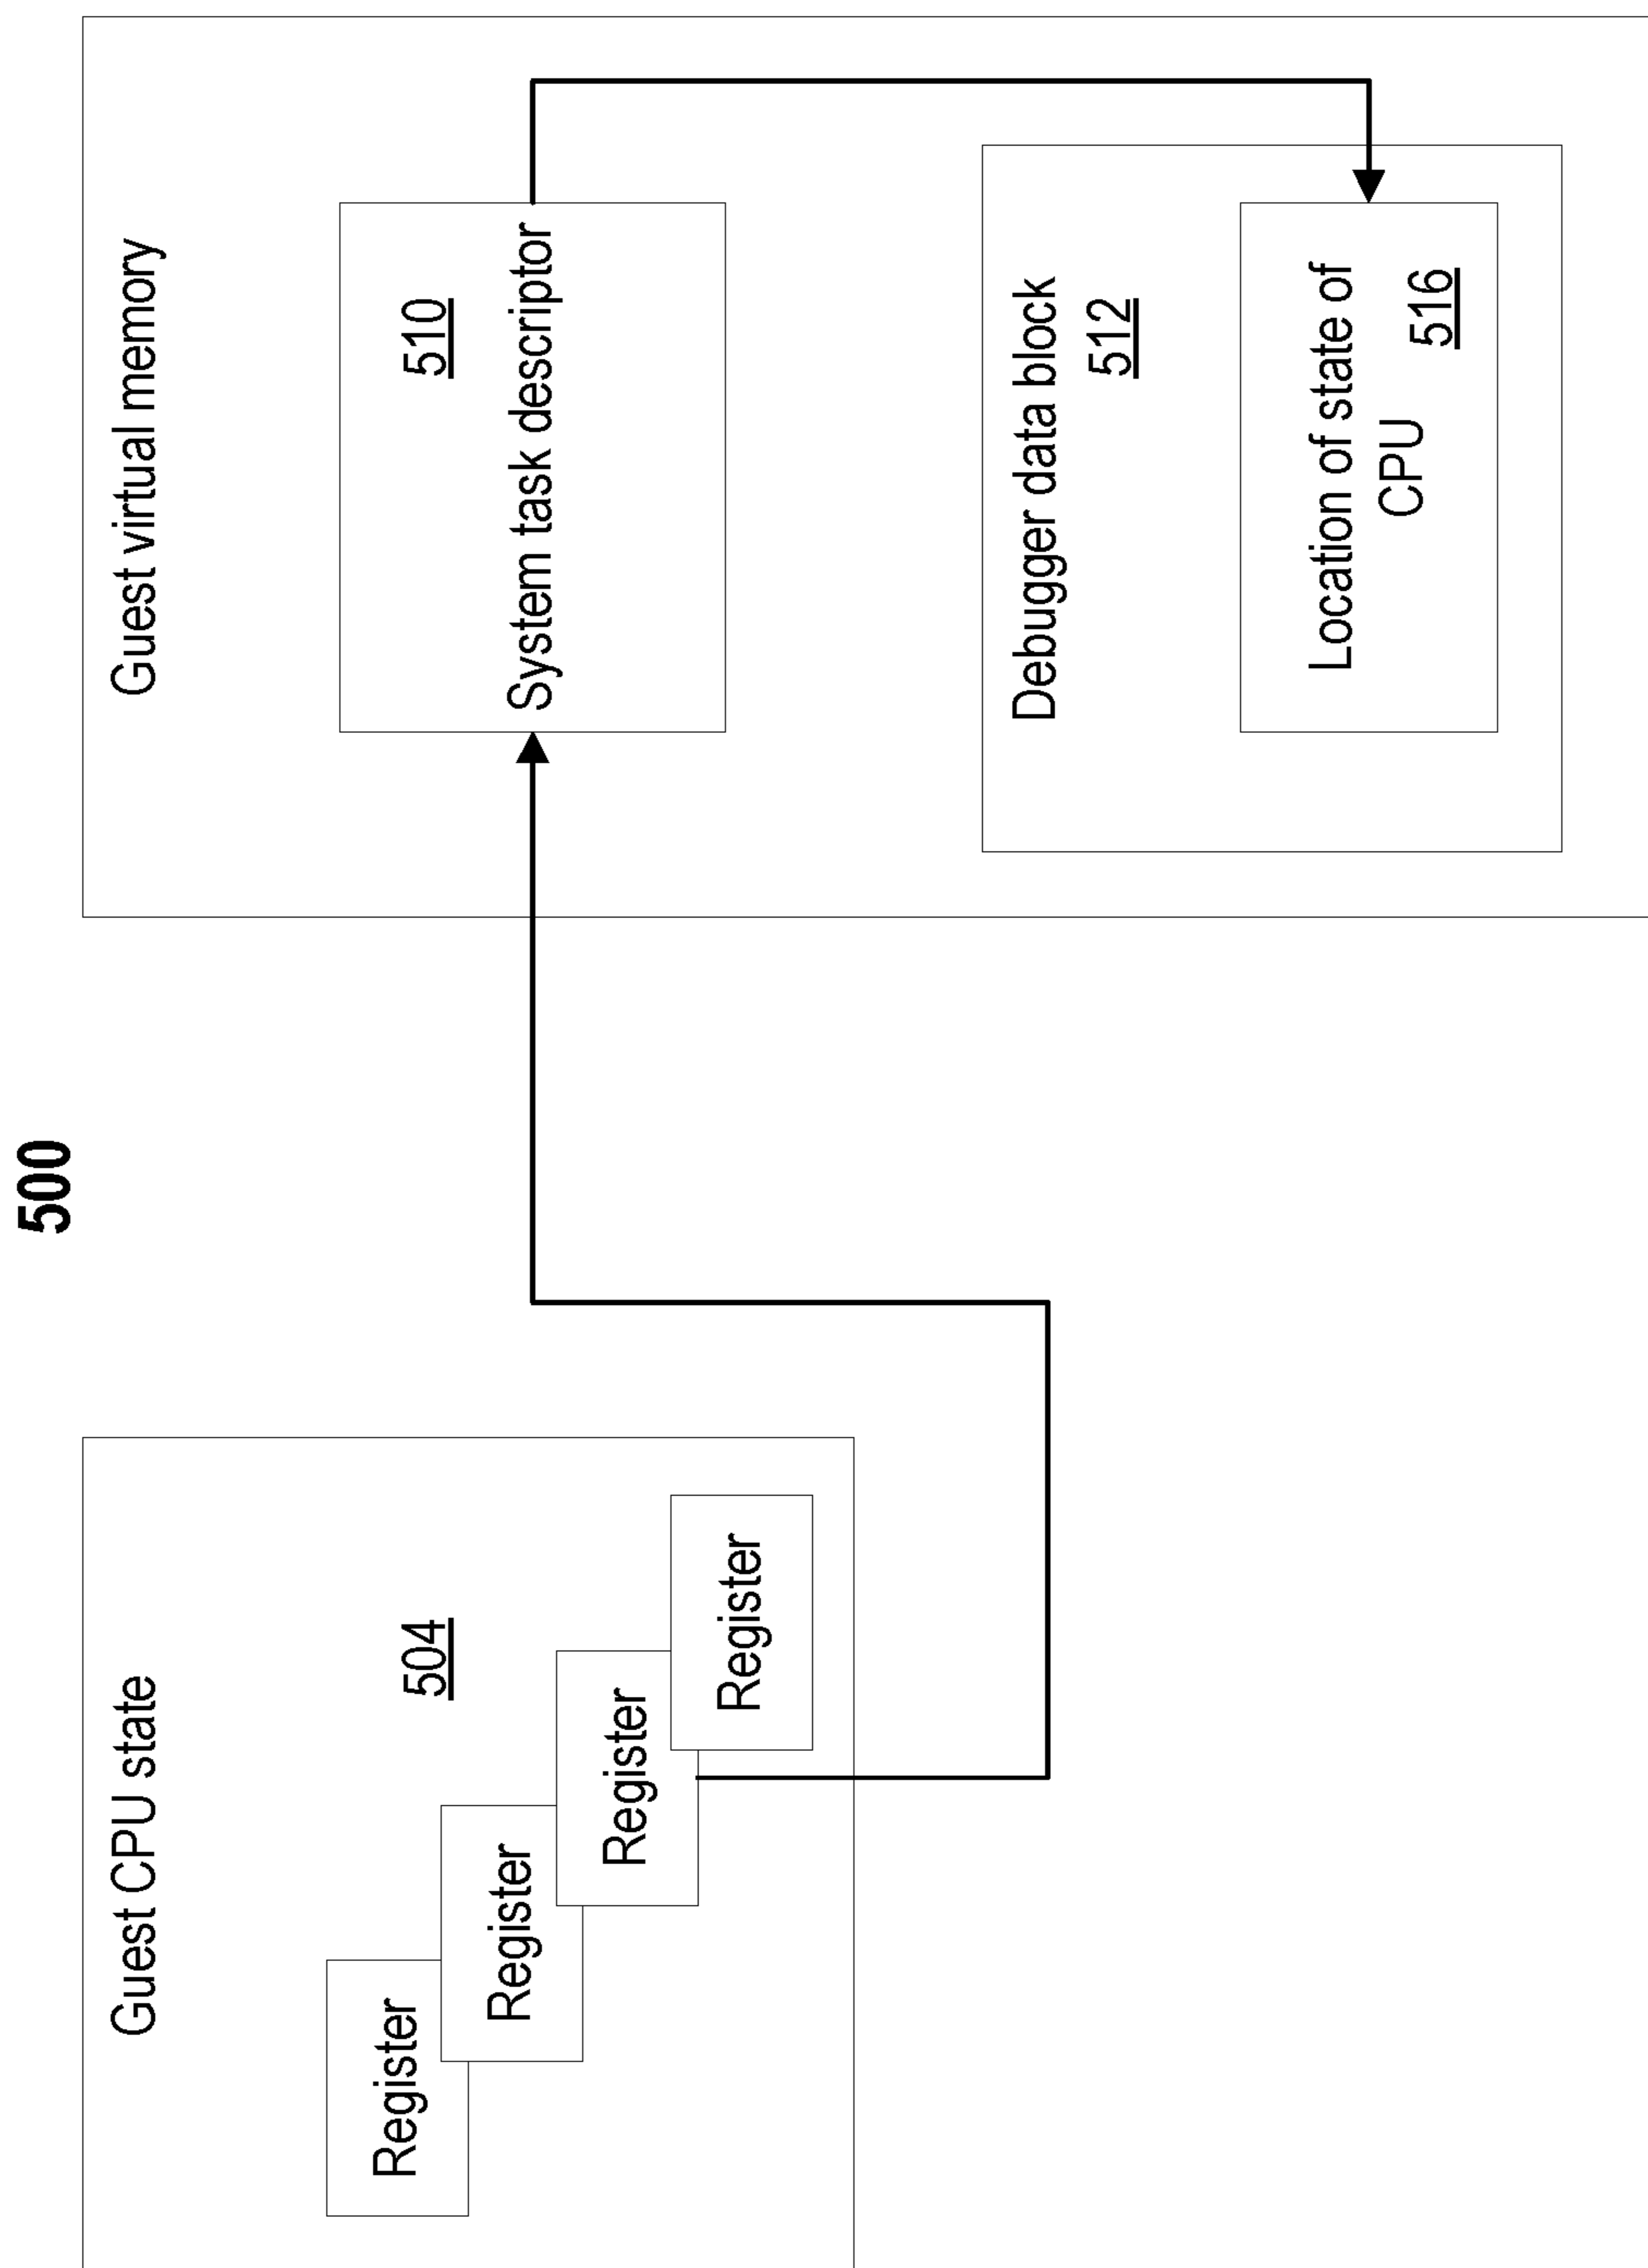 500
Guest CPU state
504
Register
Register
Register
Register
Guest virtual memory
510
System task descriptor
Debugger data block
512
Location of state of
CPU
516